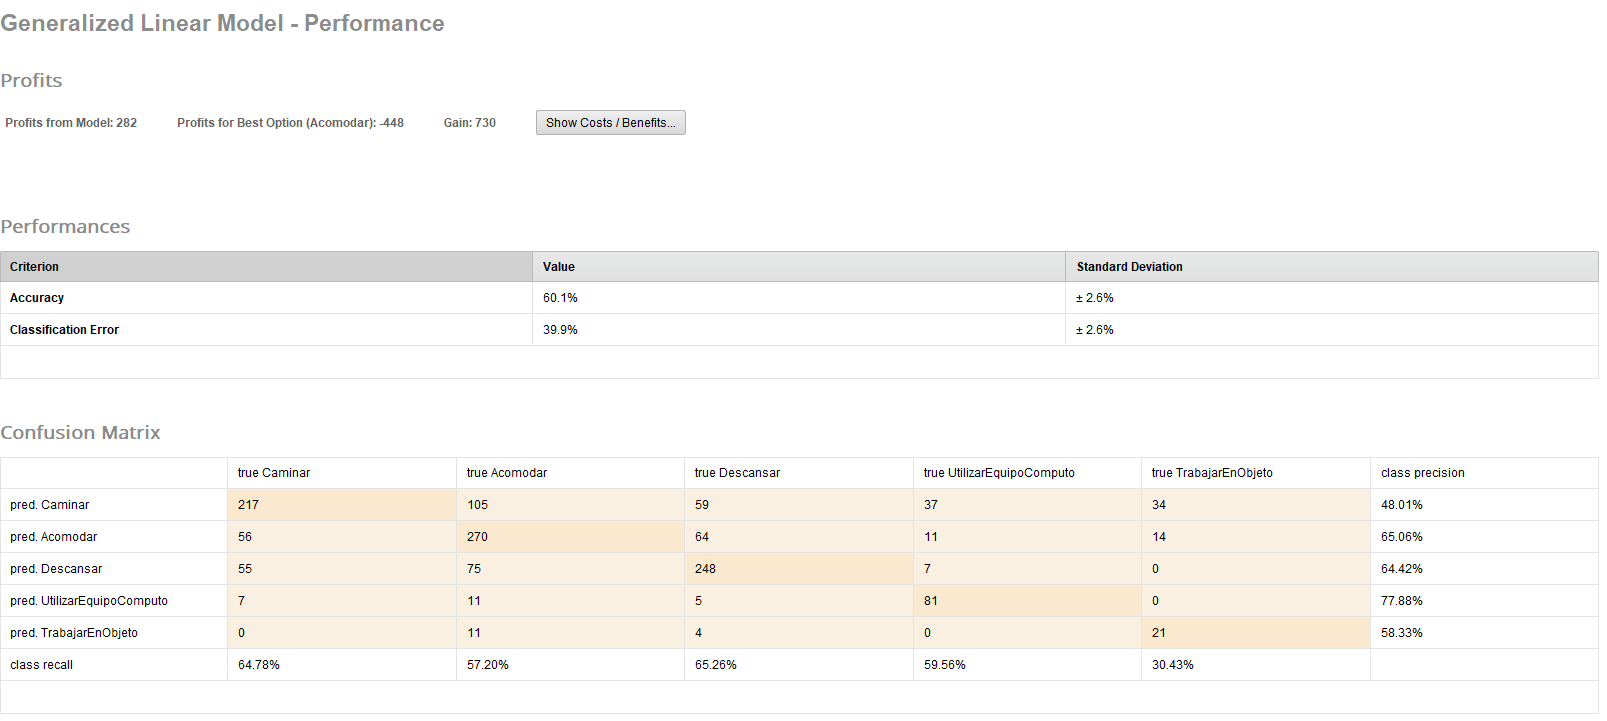 Generalized Linear Model - Performance
Profits
Profits from Model: 282 Profits for Best Option (Acomodar): -448 Gain: 730 Show Costs / Benefits...
Performances
Criterion Value Standard Deviation
Accuracy 60.1% ± 2.6%
Classification Error 39.9% ± 2.6%
Confusion Matrix
true Caminar true Acomodar true Descansar true UtilizarEquipoComputo true TrabajarEnObjeto class precision
pred. Caminar 217 105 59 37 34 48.01%
pred. Acomodar 56 270 64 11 14 65.06%
pred. Descansar 55 75 248 7 0 64.42%
pred. UtilizarEquipoComputo 7 11 5 81 0 77.88%
pred. TrabajarEnObjeto 0 11 4 0 21 58.33%
class recall 64.78% 57.20% 65.26% 59.56% 30.43%